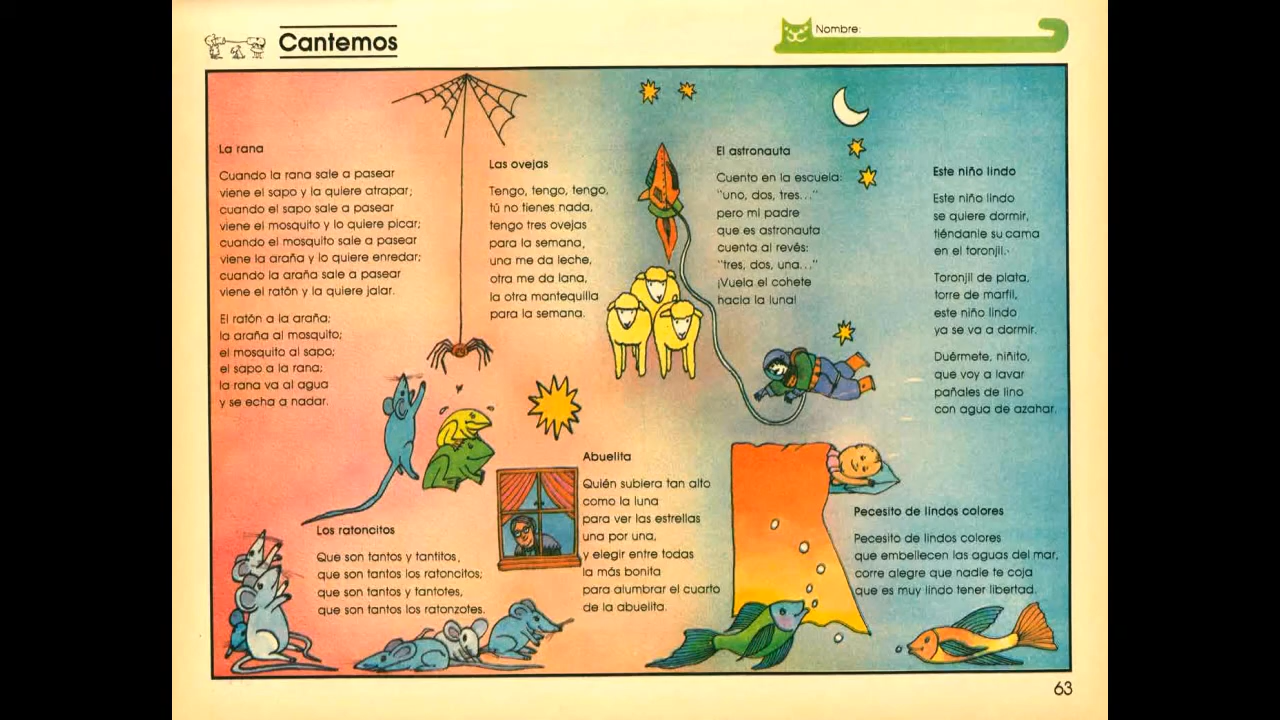 Cantemos
Nombre:
La rana
Cuando la rana sale a pasear
viene el sapo y la quiere atrapar;
cuando el sapo sale a pasear
viene el mosquito y lo quiere picar;
cuando el mosquito sale a pasear
viene la araña y lo quiere enredar;
cuando la araña sale a pasear
viene el ratón y la quiere jalar.
El ratón a la araña;
la araña al mosquito;
el mosquito al sapo;
el sapo a la rana;
la rana va al agua
y se echa a nadar.
Las ovejas
Tengo, tengo, tengo,
tú no tienes nada,
tengo tres ovejas
para la semana,
una me da leche,
otra me da lana,
la otra mantequilla
para la semana.
El astronauta
Cuento en la escuela:
"uno, dos, tres..."
pero mi padre
que es astronauta
cuenta al revés:
"tres, dos, una..."
¡Vuela el cohete
hacia la luna!
Este niño lindo
Este niño lindo
se quiere dormir,
tiéndanle su cama
en el toronjil.
Toronjil de plata,
torre de marfil,
este niño lindo
ya se va a dormir.
Duérmete, niñito,
que voy a lavar
pañales de lino
con agua de azahar.
Los ratoncitos
Que son tantos y tantitos,
que son tantos los ratoncitos;
que son tantos y tantotes,
que son tantos los ratonzotes.
Abuelita
Quién subiera tan alto
como la luna
para ver las estrellas
una por una,
y elegir entre todas
la más bonita
para alumbrar el cuarto
de la abuelita.
Pecesito de lindos colores
Pecesito de lindos colores
que embellecen las aguas del mar,
corre alegre que nadie te coja
que es muy lindo tener libertad.
63